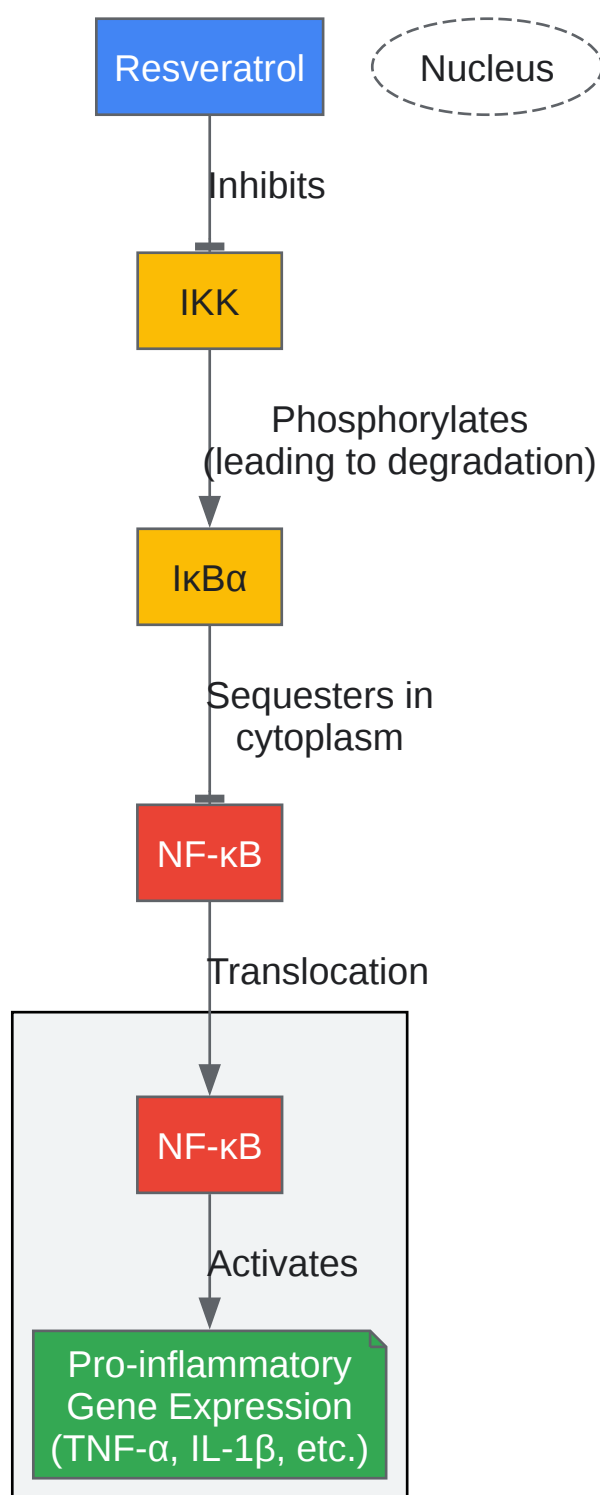 Resveratrol
Nucleus
Inhibits
IKK
Phosphorylates
(leading to degradation)
IκBα
Sequesters in
cytoplasm
NF-κB
Translocation
NF-κB
Activates
Pro-inflammatory
Gene Expression
(TNF-α, IL-1β, etc.)